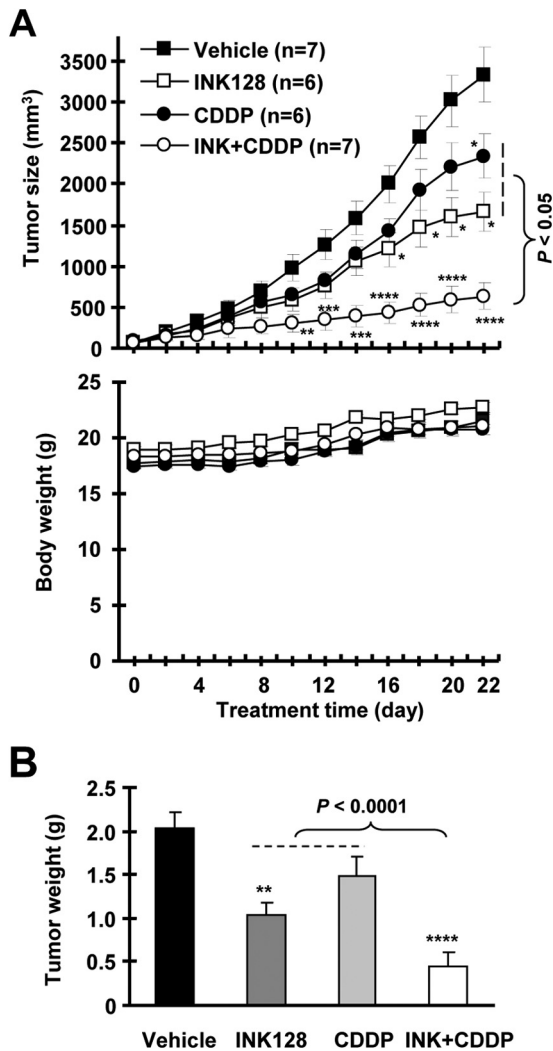 A
Vehicle (n=7)
INK128 (n=6)
CDDP (n=6)
INK+CDDP (n=7)
Tumor size (mm³)
3500
3000
2500
2000
1500
1000
500
0
*
*
*
*
*
**
***
***
****
****
****
****
P < 0.05
Body weight (g)
25
20
15
10
5
0
0 4 8 12 16 20 22
Treatment time (day)
B
Tumor weight (g)
2.5
2.0
1.5
1.0
0.5
0
P < 0.0001
**
****
Vehicle INK128 CDDP INK+CDDP